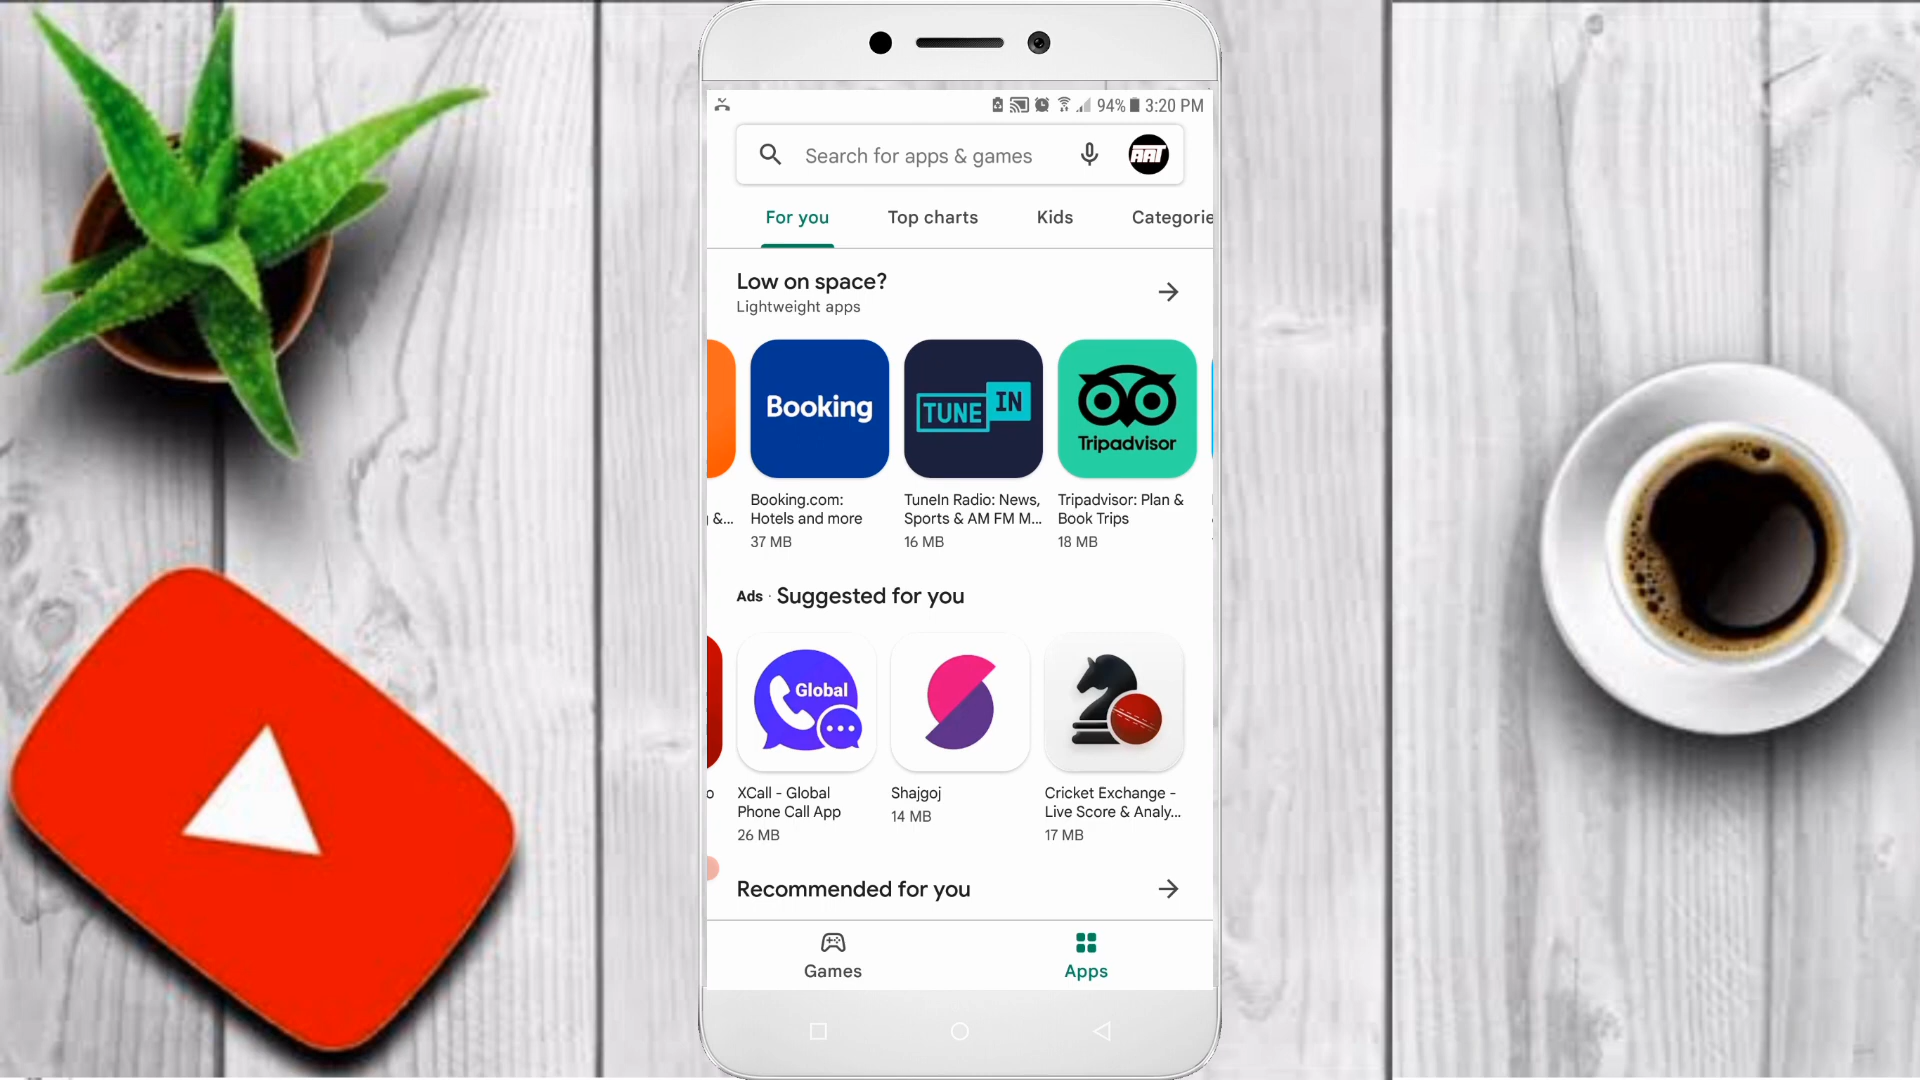 94% 3:20 PM
Search for apps & games
AAT
For you Top charts Kids Categorie
Low on space?
Lightweight apps
Booking
TUNE IN
Tripadvisor
&...
Booking.com:
Hotels and more
37 MB
TuneIn Radio: News,
Sports & AM FM M...
16 MB
Tripadvisor: Plan &
Book Trips
18 MB
Ads · Suggested for you
Global
o
XCall - Global
Phone Call App
26 MB
Shajgoj
14 MB
Cricket Exchange -
Live Score & Analy...
17 MB
Recommended for you
Games Apps